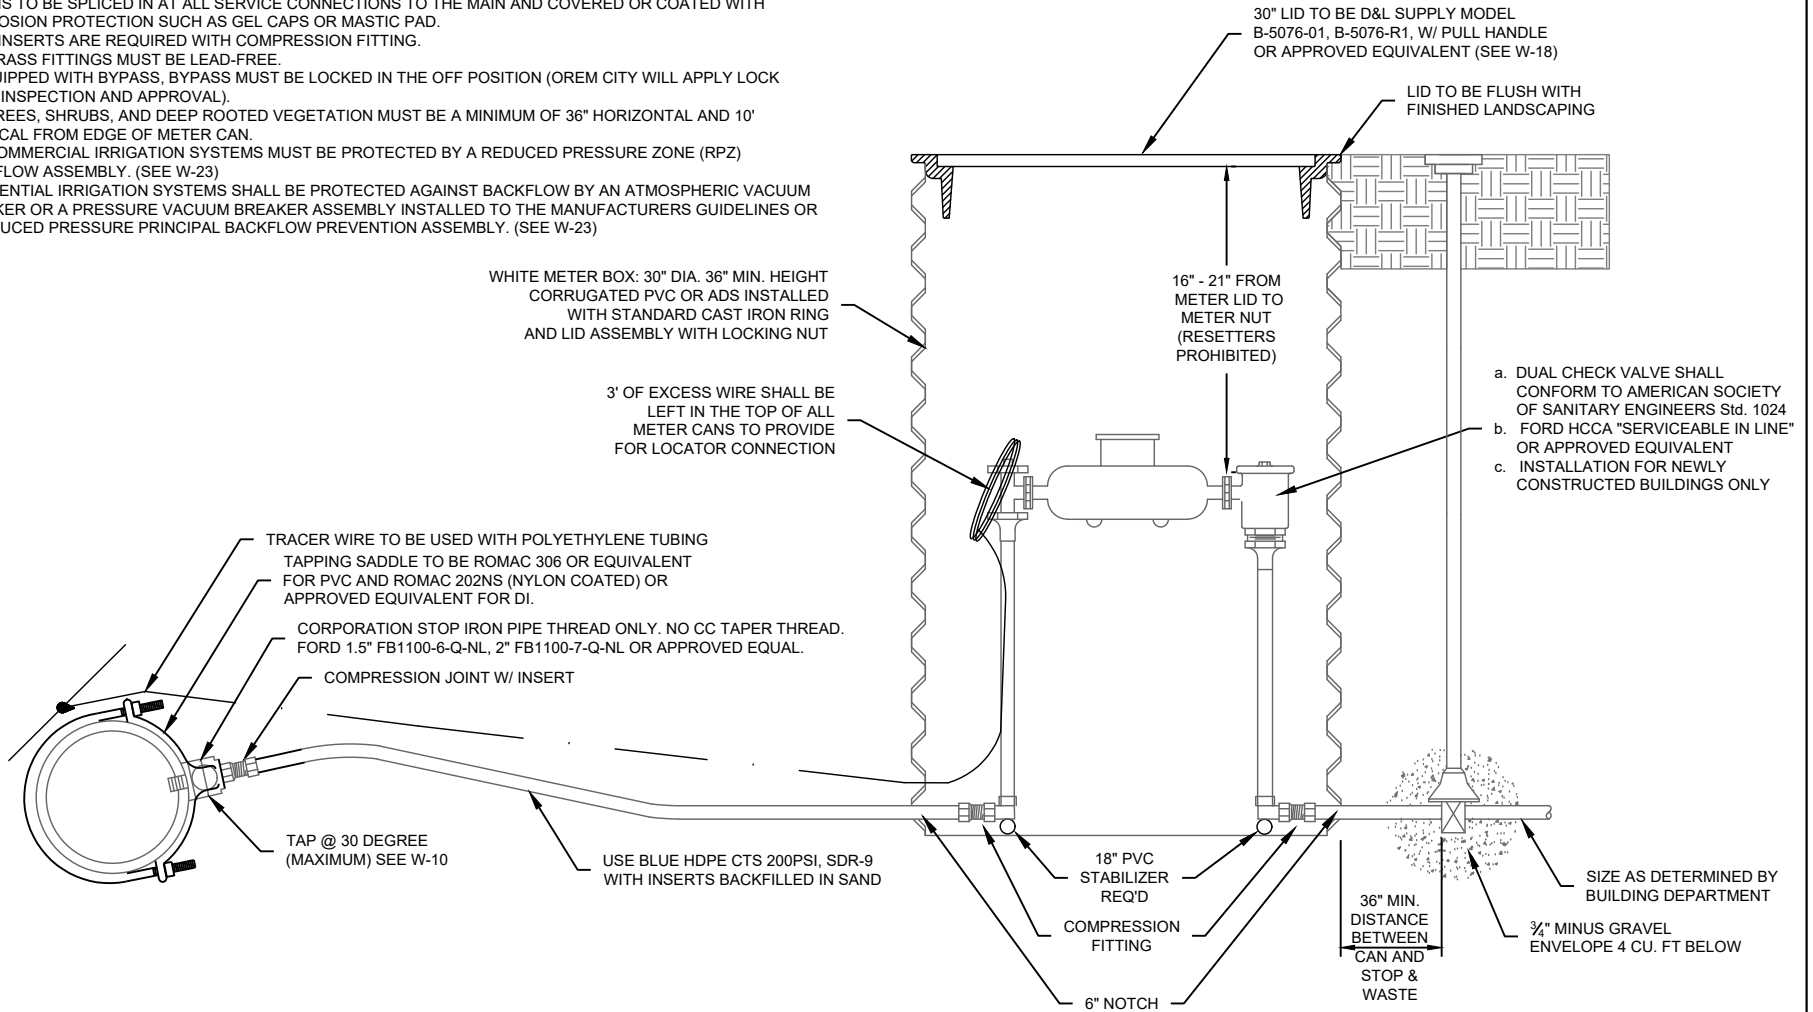 IS TO BE SPLICED IN AT ALL SERVICE CONNECTIONS TO THE MAIN AND COVERED OR COATED WITH
OSION PROTECTION SUCH AS GEL CAPS OR MASTIC PAD.
INSERTS ARE REQUIRED WITH COMPRESSION FITTING.
RASS FITTINGS MUST BE LEAD-FREE.
UIPPED WITH BYPASS, BYPASS MUST BE LOCKED IN THE OFF POSITION (OREM CITY WILL APPLY LOCK
INSPECTION AND APPROVAL).
REES, SHRUBS, AND DEEP ROOTED VEGETATION MUST BE A MINIMUM OF 36" HORIZONTAL AND 10'
CAL FROM EDGE OF METER CAN.
OMMERCIAL IRRIGATION SYSTEMS MUST BE PROTECTED BY A REDUCED PRESSURE ZONE (RPZ)
FLOW ASSEMBLY. (SEE W-23)
ENTIAL IRRIGATION SYSTEMS SHALL BE PROTECTED AGAINST BACKFLOW BY AN ATMOSPHERIC VACUUM
KER OR A PRESSURE VACUUM BREAKER ASSEMBLY INSTALLED TO THE MANUFACTURERS GUIDELINES OR
UCED PRESSURE PRINCIPAL BACKFLOW PREVENTION ASSEMBLY. (SEE W-23)
30" LID TO BE D&L SUPPLY MODEL
B-5076-01, B-5076-R1, W/ PULL HANDLE
OR APPROVED EQUIVALENT (SEE W-18)
LID TO BE FLUSH WITH
FINISHED LANDSCAPING
WHITE METER BOX: 30" DIA. 36" MIN. HEIGHT
CORRUGATED PVC OR ADS INSTALLED
WITH STANDARD CAST IRON RING
AND LID ASSEMBLY WITH LOCKING NUT
16" - 21" FROM
METER LID TO
METER NUT
(RESETTERS
PROHIBITED)
3' OF EXCESS WIRE SHALL BE
LEFT IN THE TOP OF ALL
METER CANS TO PROVIDE
FOR LOCATOR CONNECTION
a. DUAL CHECK VALVE SHALL
CONFORM TO AMERICAN SOCIETY
OF SANITARY ENGINEERS Std. 1024
b. FORD HCCA "SERVICEABLE IN LINE"
OR APPROVED EQUIVALENT
c. INSTALLATION FOR NEWLY
CONSTRUCTED BUILDINGS ONLY
TRACER WIRE TO BE USED WITH POLYETHYLENE TUBING
TAPPING SADDLE TO BE ROMAC 306 OR EQUIVALENT
FOR PVC AND ROMAC 202NS (NYLON COATED) OR
APPROVED EQUIVALENT FOR DI.
CORPORATION STOP IRON PIPE THREAD ONLY. NO CC TAPER THREAD.
FORD 1.5" FB1100-6-Q-NL, 2" FB1100-7-Q-NL OR APPROVED EQUAL.
COMPRESSION JOINT W/ INSERT
TAP @ 30 DEGREE
(MAXIMUM) SEE W-10
USE BLUE HDPE CTS 200PSI, SDR-9
WITH INSERTS BACKFILLED IN SAND
18" PVC
STABILIZER
REQ'D
COMPRESSION
FITTING
6" NOTCH
36" MIN.
DISTANCE
BETWEEN
CAN AND
STOP &
WASTE
SIZE AS DETERMINED BY
BUILDING DEPARTMENT
¾" MINUS GRAVEL
ENVELOPE 4 CU. FT BELOW